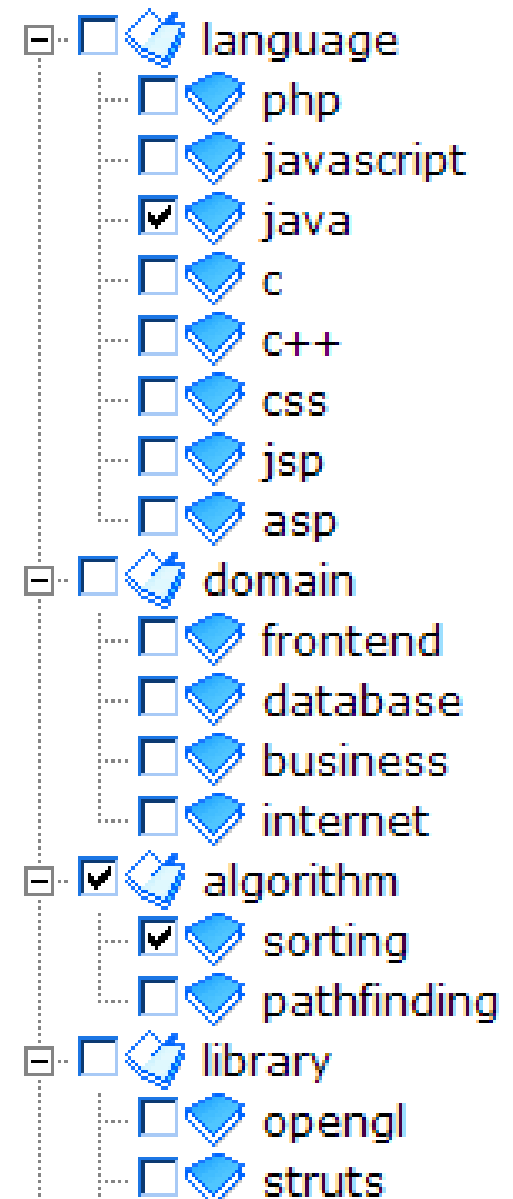 language
php
javascript
java
c
c++
css
jsp
asp
domain
frontend
database
business
internet
algorithm
sorting
pathfinding
library
opengl
struts